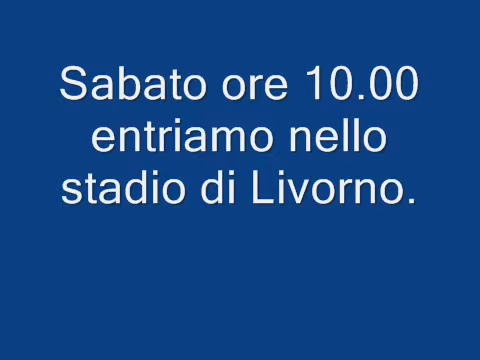 Sabato ore 10.00
entriamo nello
stadio di Livorno.